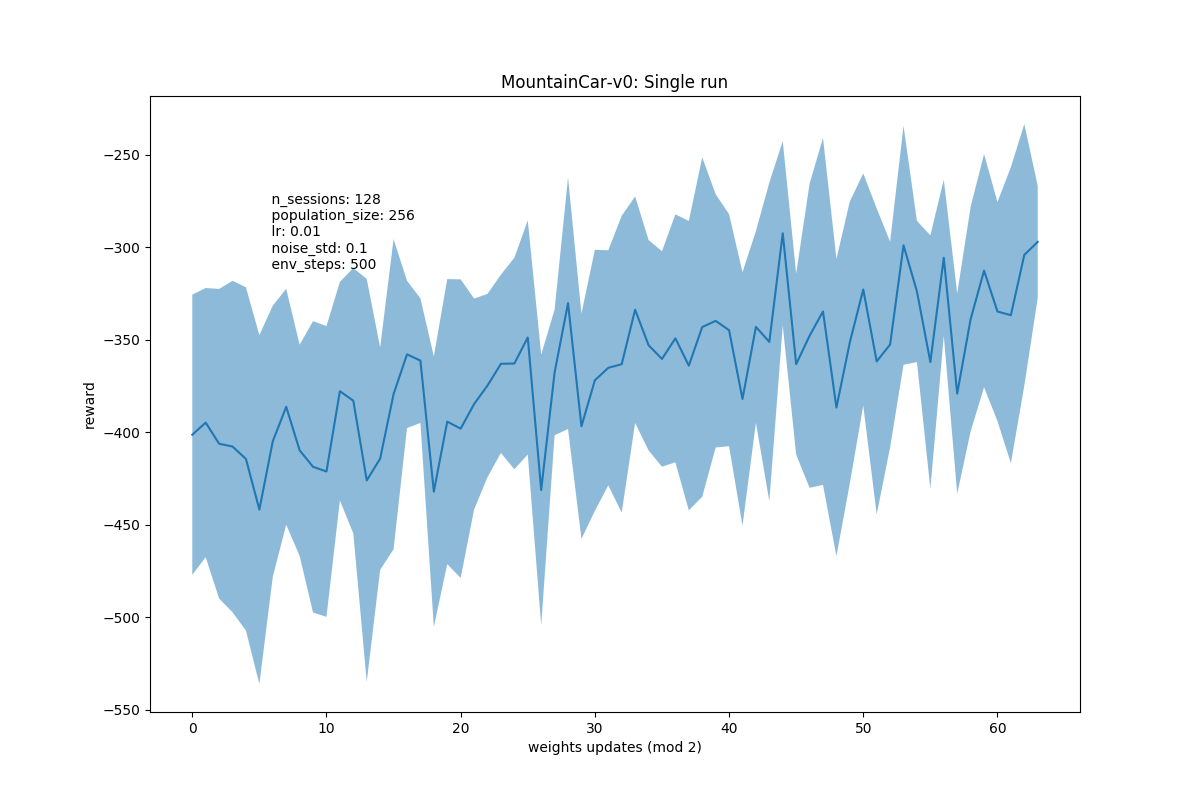 MountainCar-v0: Single run
n_sessions: 128
population_size: 256
lr: 0.01
noise_std: 0.1
env_steps: 500
reward
−250
−300
−350
−400
−450
−500
−550
0 10 20 30 40 50 60
weights updates (mod 2)